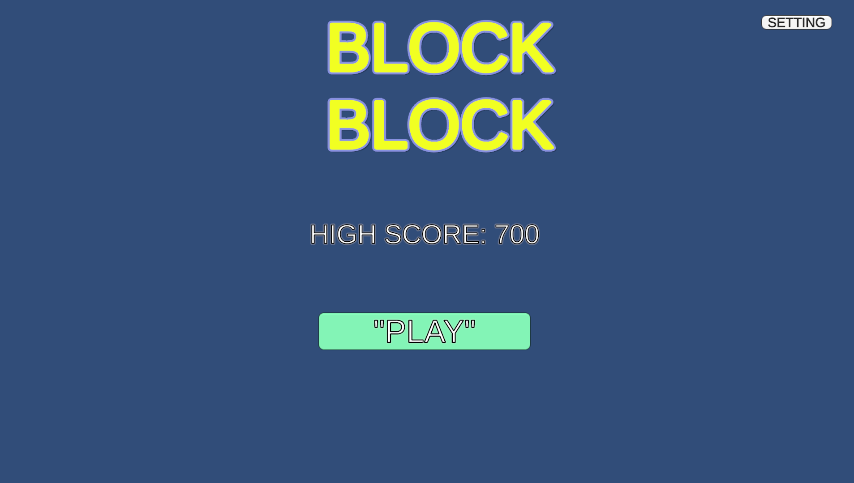 BLOCK
BLOCK
SETTING
HIGH SCORE: 700
"PLAY"